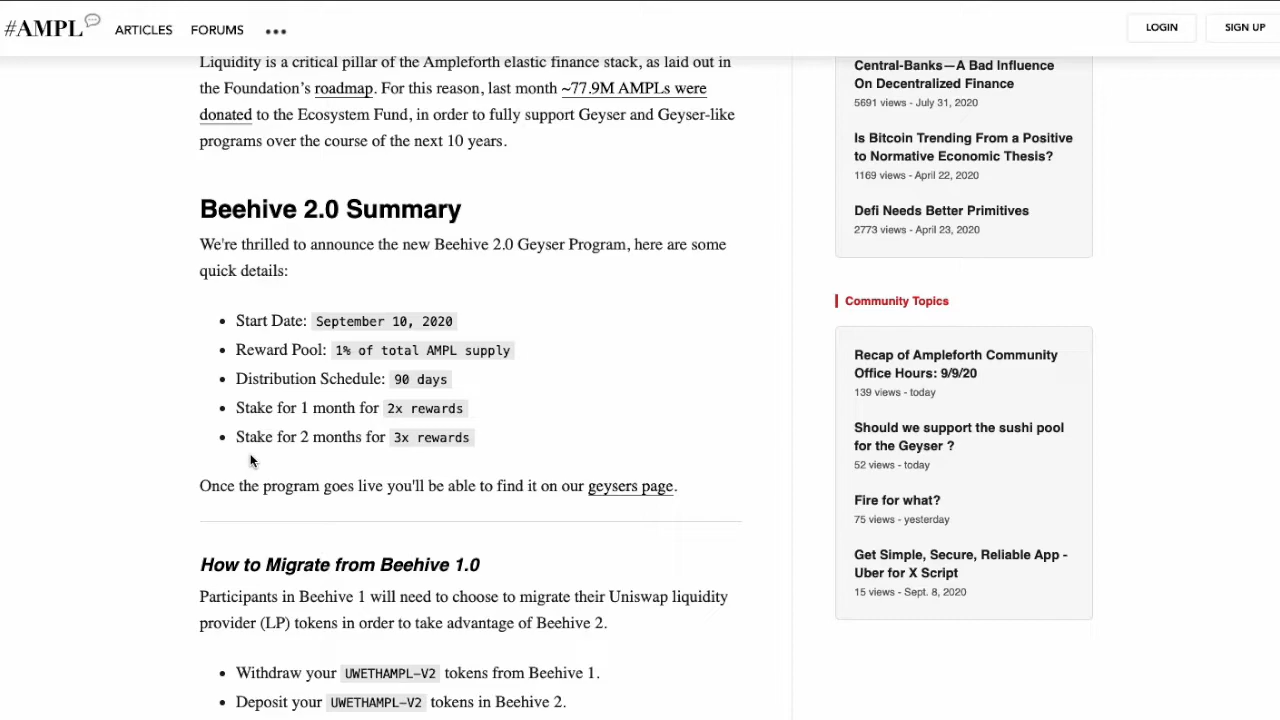 #AMPL
ARTICLES
FORUMS
LOGIN
SIGN UP
Liquidity is a critical pillar of the Ampleforth elastic finance stack, as laid out in
the Foundation's roadmap. For this reason, last month ~77.9M AMPLs were
donated to the Ecosystem Fund, in order to fully support Geyser and Geyser-like
programs over the course of the next 10 years.
Beehive 2.0 Summary
We're thrilled to announce the new Beehive 2.0 Geyser Program, here are some
quick details:
• Start Date: September 10, 2020
• Reward Pool: 1% of total AMPL supply
• Distribution Schedule: 90 days
• Stake for 1 month for 2x rewards
• Stake for 2 months for 3x rewards
Once the program goes live you'll be able to find it on our geysers page.
How to Migrate from Beehive 1.0
Participants in Beehive 1 will need to choose to migrate their Uniswap liquidity
provider (LP) tokens in order to take advantage of Beehive 2.
• Withdraw your UWETHAMPL-V2 tokens from Beehive 1.
• Deposit your UWETHAMPL-V2 tokens in Beehive 2.
Central-Banks—A Bad Influence
On Decentralized Finance
5691 views - July 31, 2020
Is Bitcoin Trending From a Positive
to Normative Economic Thesis?
1169 views - April 22, 2020
Defi Needs Better Primitives
2773 views - April 23, 2020
Community Topics
Recap of Ampleforth Community
Office Hours: 9/9/20
139 views - today
Should we support the sushi pool
for the Geyser ?
52 views - today
Fire for what?
75 views - yesterday
Get Simple, Secure, Reliable App -
Uber for X Script
15 views - Sept. 8, 2020